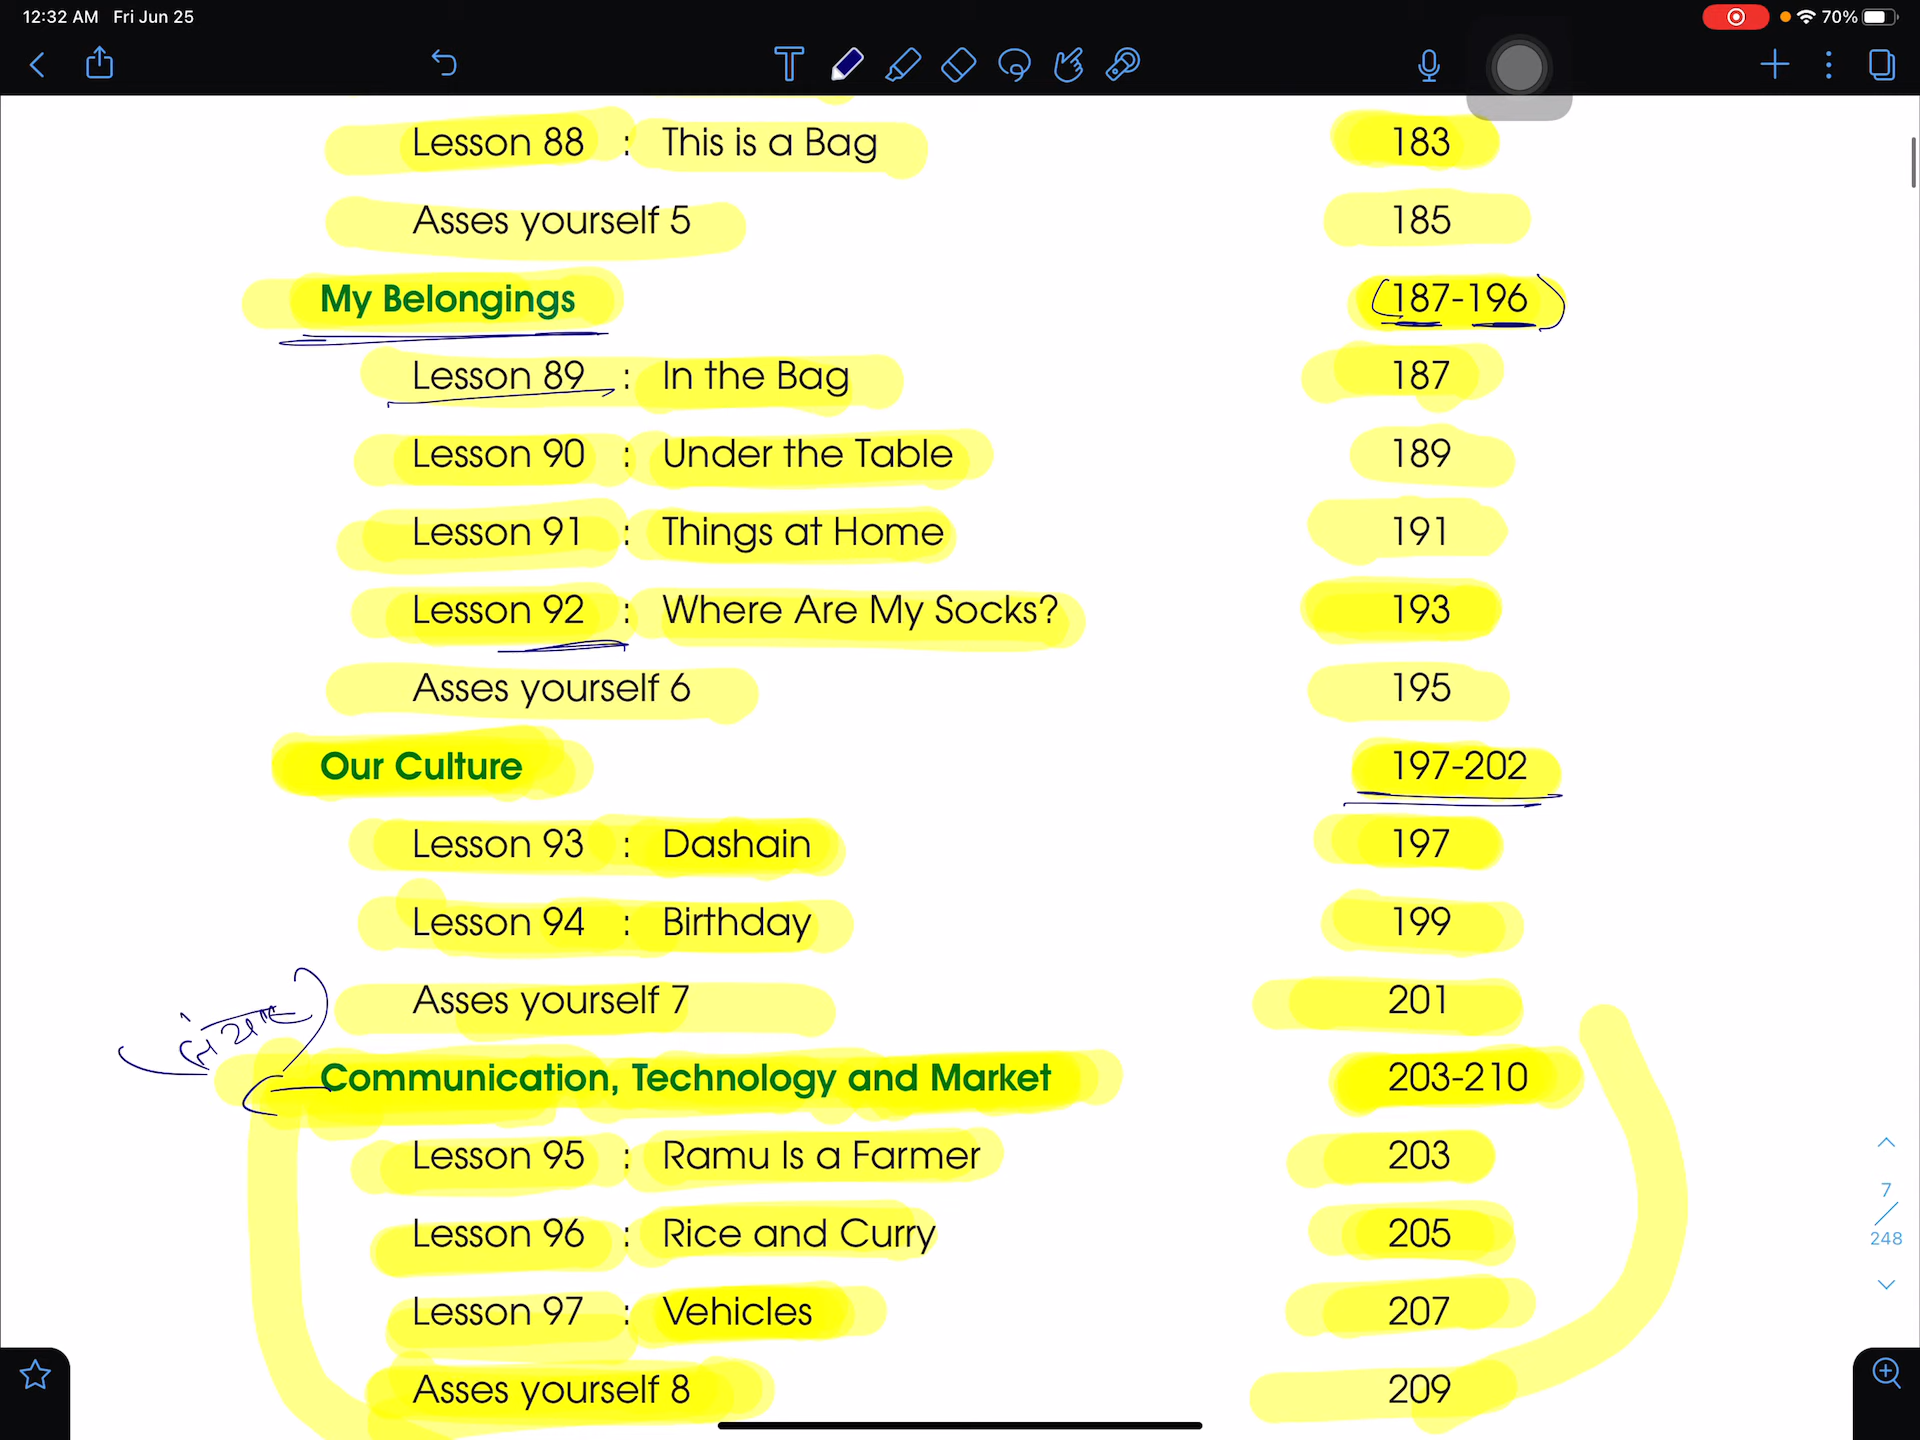 12:32 AM Fri Jun 25 70%
Lesson 88 : This is a Bag 183
Asses yourself 5 185
My Belongings 187-196
Lesson 89 : In the Bag 187
Lesson 90 : Under the Table 189
Lesson 91 : Things at Home 191
Lesson 92 : Where Are My Socks? 193
Asses yourself 6 195
Our Culture 197-202
Lesson 93 : Dashain 197
Lesson 94 : Birthday 199
Asses yourself 7 201
Communication, Technology and Market 203-210
Lesson 95 : Ramu Is a Farmer 203
Lesson 96 : Rice and Curry 205
Lesson 97 : Vehicles 207
Asses yourself 8 209
7
248